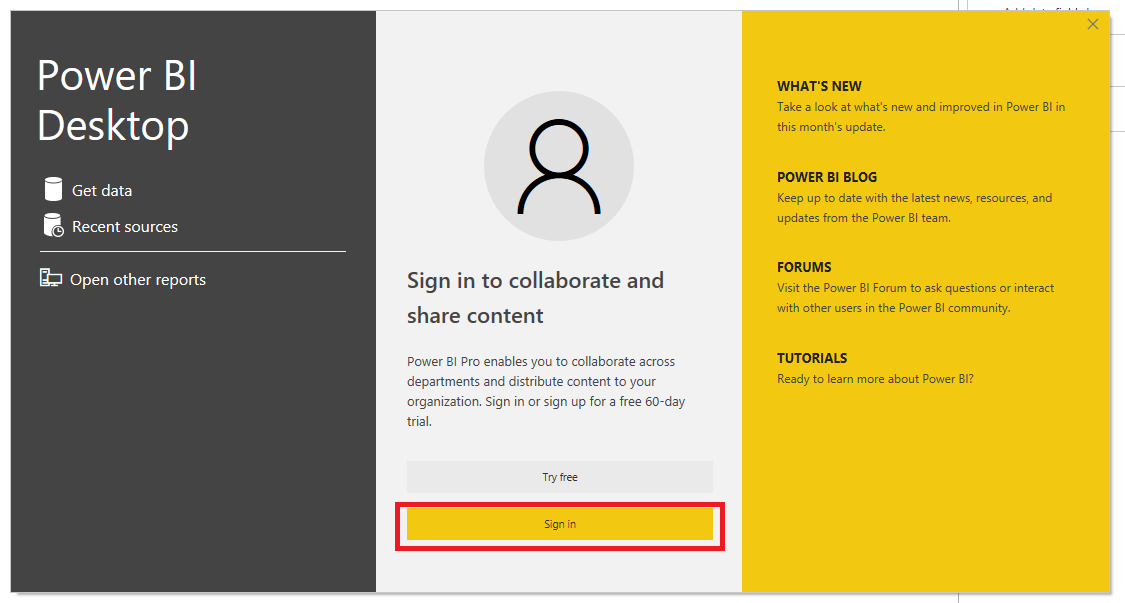 Power BI
Desktop
Get data
Recent sources
Open other reports
Sign in to collaborate and
share content
Power BI Pro enables you to collaborate across
departments and distribute content to your
organization. Sign in or sign up for a free 60-day
trial.
Try free
Sign in
WHAT'S NEW
Take a look at what's new and improved in Power BI in
this month's update.
POWER BI BLOG
Keep up to date with the latest news, resources, and
updates from the Power BI team.
FORUMS
Visit the Power BI Forum to ask questions or interact
with other users in the Power BI community.
TUTORIALS
Ready to learn more about Power BI?